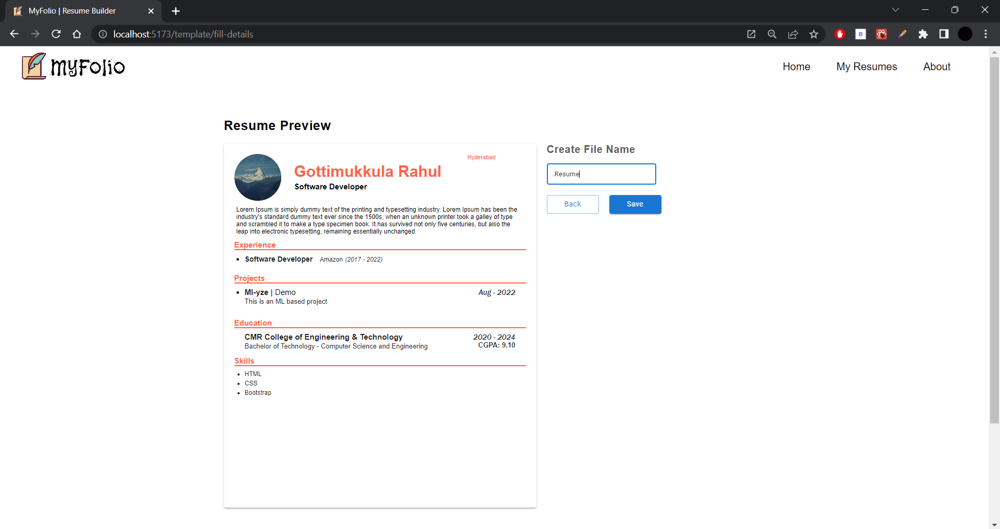 MyFolio | Resume Builder
localhost:5173/template/fill-details
B
MyFolio
Home
My Resumes
About
Resume Preview
Hyderabad
Gottimukkula Rahul
Software Developer
Lorem Ipsum is simply dummy text of the printing and typesetting industry. Lorem Ipsum has been the
industry's standard dummy text ever since the 1500s, when an unknown printer took a galley of type
and scrambled it to make a type specimen book. It has survived not only five centuries, but also the
leap into electronic typesetting, remaining essentially unchanged.
Experience
Software Developer Amazon (2017 - 2022)
Projects
Ml-yze | Demo Aug - 2022
This is an ML based project
Education
CMR College of Engineering & Technology 2020 - 2024
Bachelor of Technology - Computer Science and Engineering CGPA: 9.10
Skills
HTML
CSS
Bootstrap
Create File Name
Resume
Back
Save